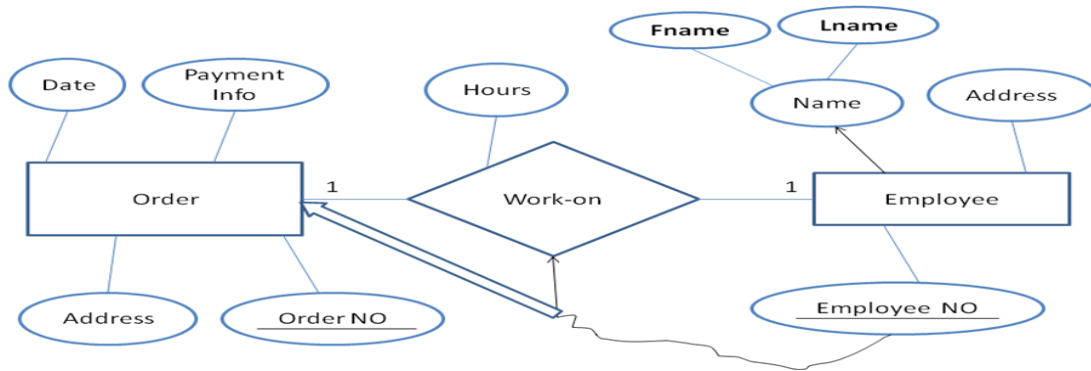 Fname
Lname
Date
Payment
Info
Hours
Name
Address
Order
1
Work-on
1
Employee
Address
Order NO
Employee NO